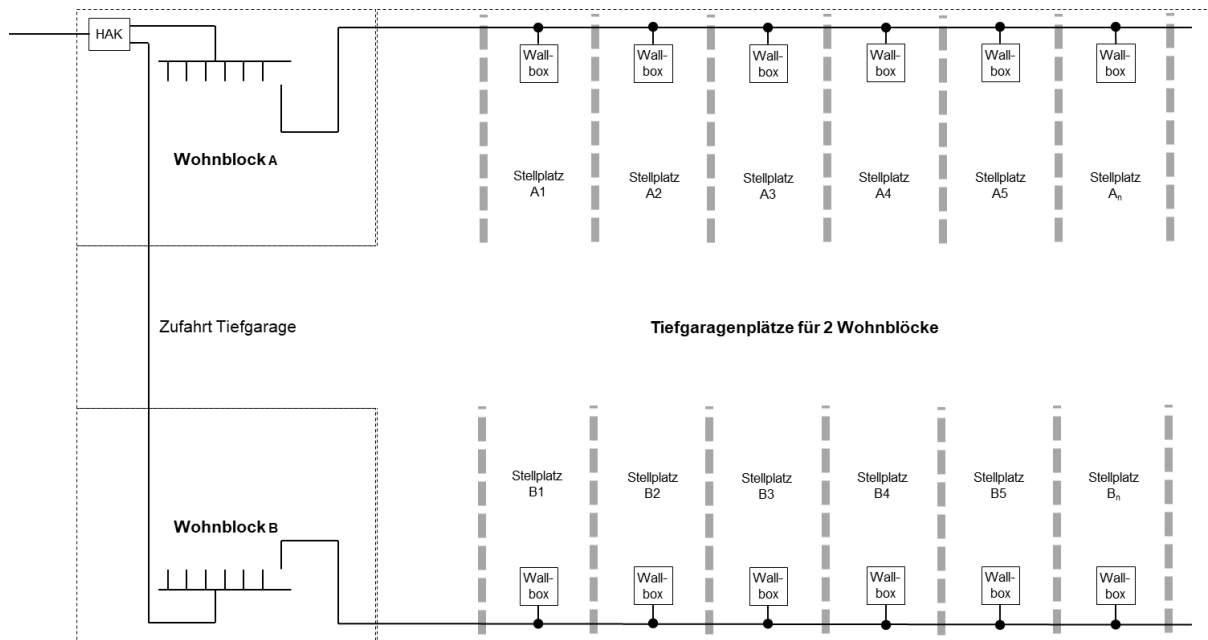 HAK
Wall-
box
Wall-
box
Wall-
box
Wall-
box
Wall-
box
Wall-
box
Wohnblock A
Stellplatz
A1
Stellplatz
A2
Stellplatz
A3
Stellplatz
A4
Stellplatz
A5
Stellplatz
Aₙ
Zufahrt Tiefgarage
Tiefgaragenplätze für 2 Wohnblöcke
Stellplatz
B1
Stellplatz
B2
Stellplatz
B3
Stellplatz
B4
Stellplatz
B5
Stellplatz
Bₙ
Wohnblock B
Wall-
box
Wall-
box
Wall-
box
Wall-
box
Wall-
box
Wall-
box